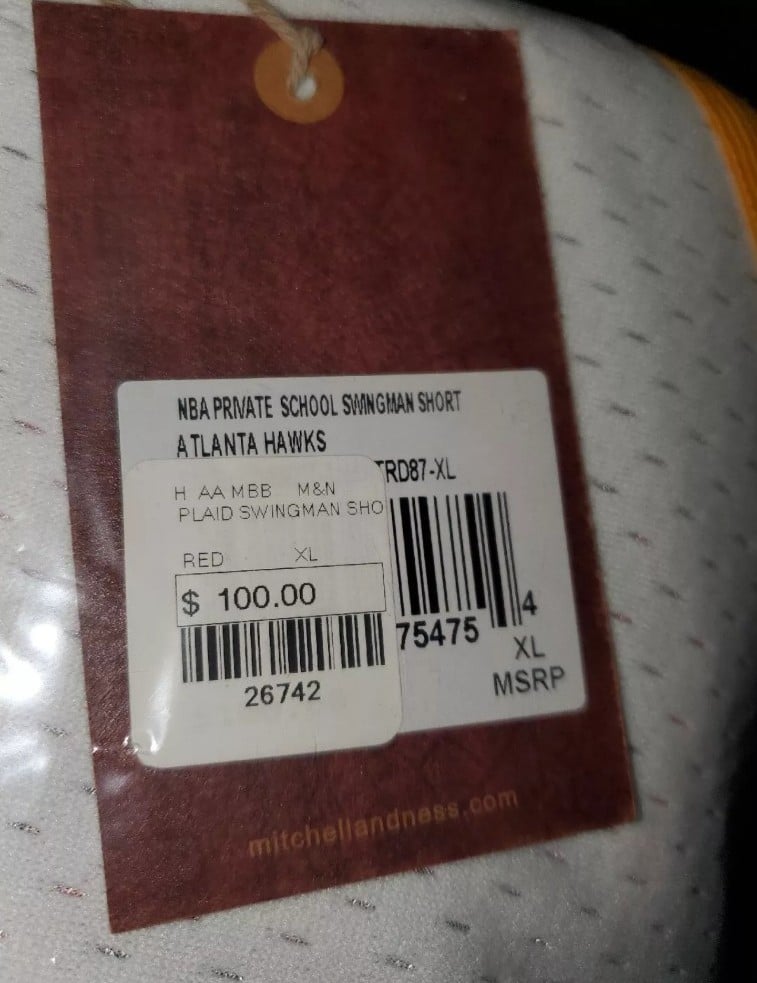 NBA PRIVATE SCHOOL SWINGMAN SHORT
ATLANTA HAWKS
TRD87-XL
H AA MBB M&N
PLAID SWINGMAN SHO
RED XL
$ 100.00
26742
75475 4
XL
MSRP
mitchellandness.com